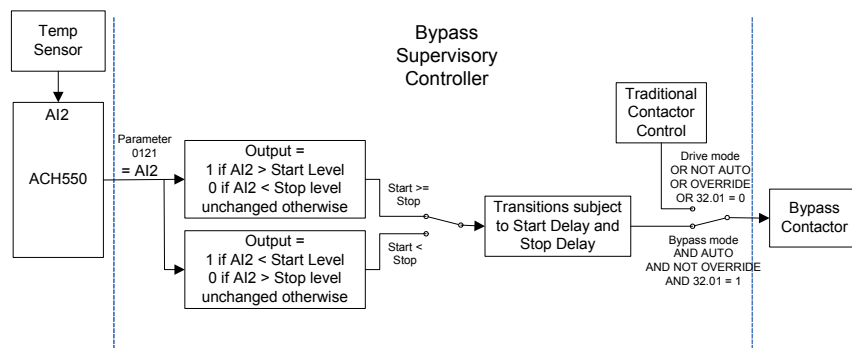 Temp
Sensor
AI2
ACH550
Parameter
0121
= AI2
Bypass
Supervisory
Controller
Output =
1 if AI2 > Start Level
0 if AI2 < Stop level
unchanged otherwise
Output =
1 if AI2 < Start Level
0 if AI2 > Stop level
unchanged otherwise
Start >=
Stop
Start <
Stop
Transitions subject
to Start Delay and
Stop Delay
Traditional
Contactor
Control
Drive mode
OR NOT AUTO
OR OVERRIDE
OR 32.01 = 0
Bypass mode
AND AUTO
AND NOT OVERRIDE
AND 32.01 = 1
Bypass
Contactor